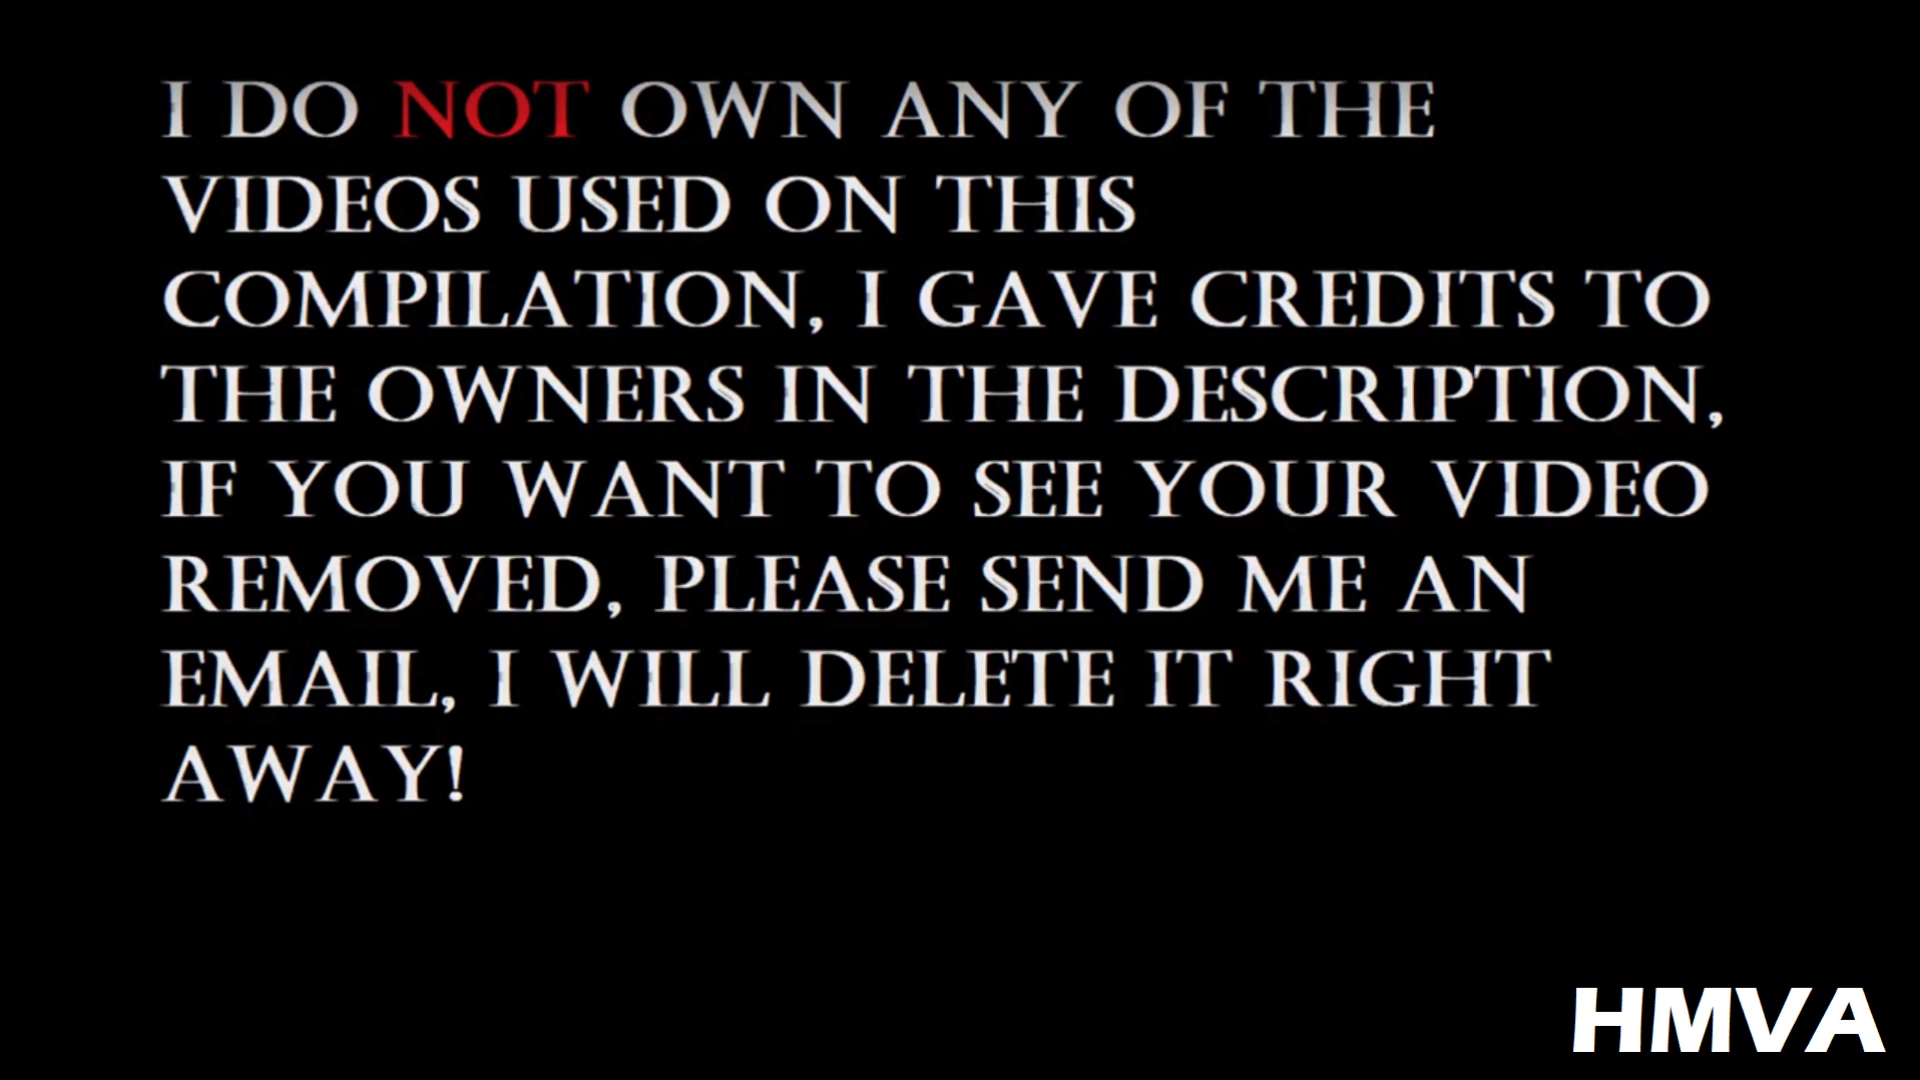 I DO NOT OWN ANY OF THE
VIDEOS USED ON THIS
COMPILATION, I GAVE CREDITS TO
THE OWNERS IN THE DESCRIPTION,
IF YOU WANT TO SEE YOUR VIDEO
REMOVED, PLEASE SEND ME AN
EMAIL, I WILL DELETE IT RIGHT
AWAY!
HMVA